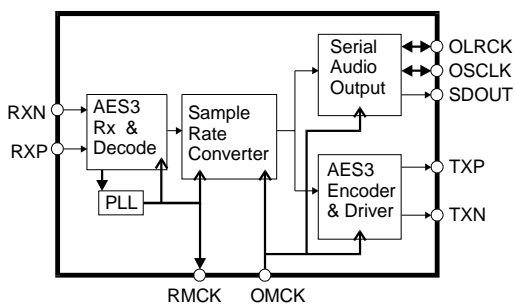 RXN
RXP
AES3
Rx &
Decode
PLL
Sample
Rate
Converter
Serial
Audio
Output
AES3
Encoder
& Driver
OLRCK
OSCLK
SDOUT
TXP
TXN
RMCK
OMCK